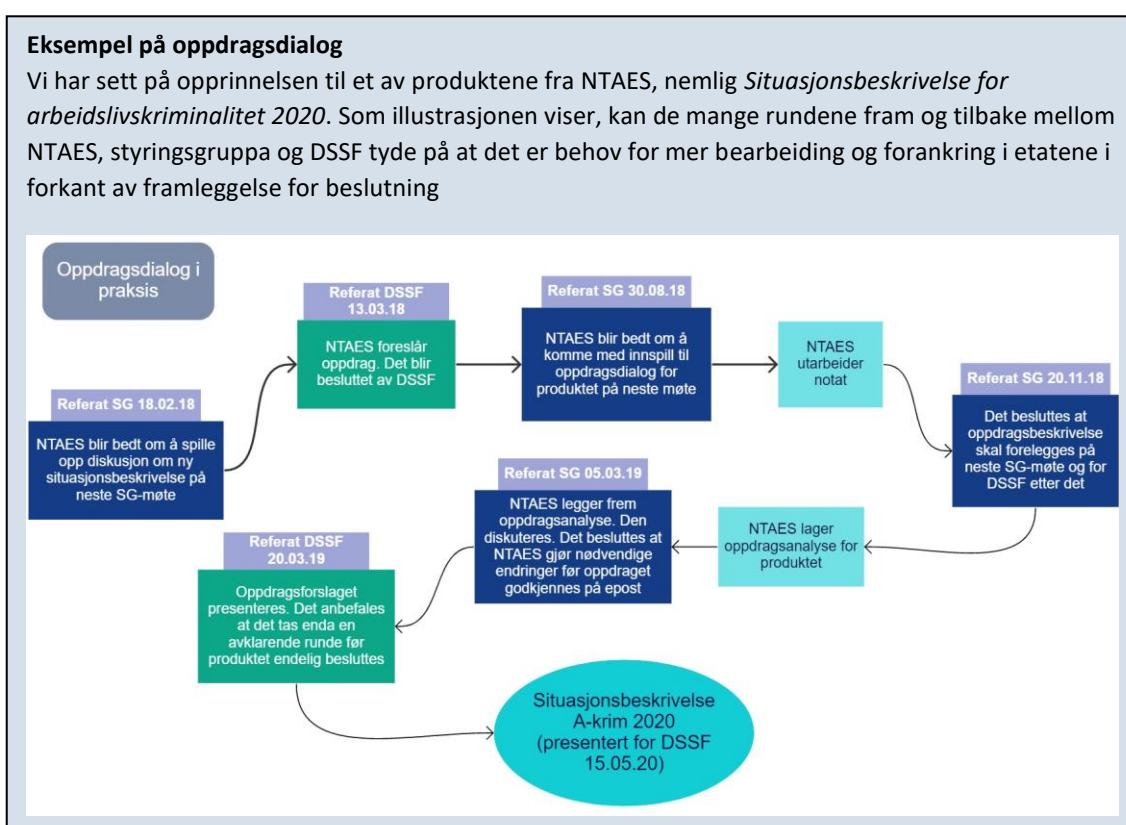 Eksempel på oppdragsdialog
Vi har sett på opprinnelsen til et av produktene fra NTAES, nemlig Situasjonsbeskrivelse for
arbeidslivskriminalitet 2020. Som illustrasjonen viser, kan de mange rundene fram og tilbake mellom
NTAES, styringsgruppa og DSSF tyde på at det er behov for mer bearbeiding og forankring i etatene i
forkant av framleggelse for beslutning
Oppdragsdialog i
praksis
Referat SG 18.02.18
NTAES blir bedt om å spille
opp diskusjon om ny
situasjonsbeskrivelse på
neste SG-møte
Referat DSSF
13.03.18
NTAES foreslår
oppdrag. Det blir
besluttet av DSSF
Referat SG 30.08.18
NTAES blir bedt om å
komme med innspill til
oppdragsdialog for
produktet på neste møte
NTAES
utarbeider
notat
Referat SG 20.11.18
Det besluttes at
oppdragsbeskrivelse
skal forelegges på
neste SG-møte og for
DSSF etter det
NTAES lager
oppdragsanalyse for
produktet
Referat SG 05.03.19
NTAES legger frem
oppdragsanalyse. Den
diskuteres. Det besluttes at
NTAES gjør nødvendige
endringer før oppdraget
godkjennes på epost
Referat DSSF
20.03.19
Oppdragsforslaget
presenteres. Det anbefales
at det tas enda en
avklarende runde før
produktet endelig besluttes
Situasjonsbeskrivelse
A-krim 2020
(presentert for DSSF
15.05.20)